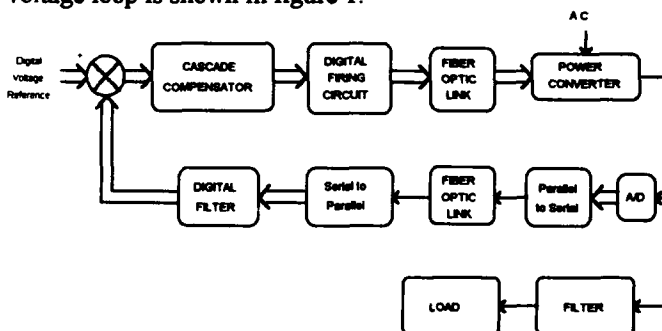 voltage loop is shown in figure 1.
A C
Digital
Voltage
Reference
+
CASCADE
COMPENSATOR
DIGITAL
FIRING
CIRCUIT
FIBER
OPTIC
LINK
POWER
CONVERTER
DIGITAL
FILTER
Serial to
Parallel
FIBER
OPTIC
LINK
Parallel
to Serial
A/D
LOAD
FILTER